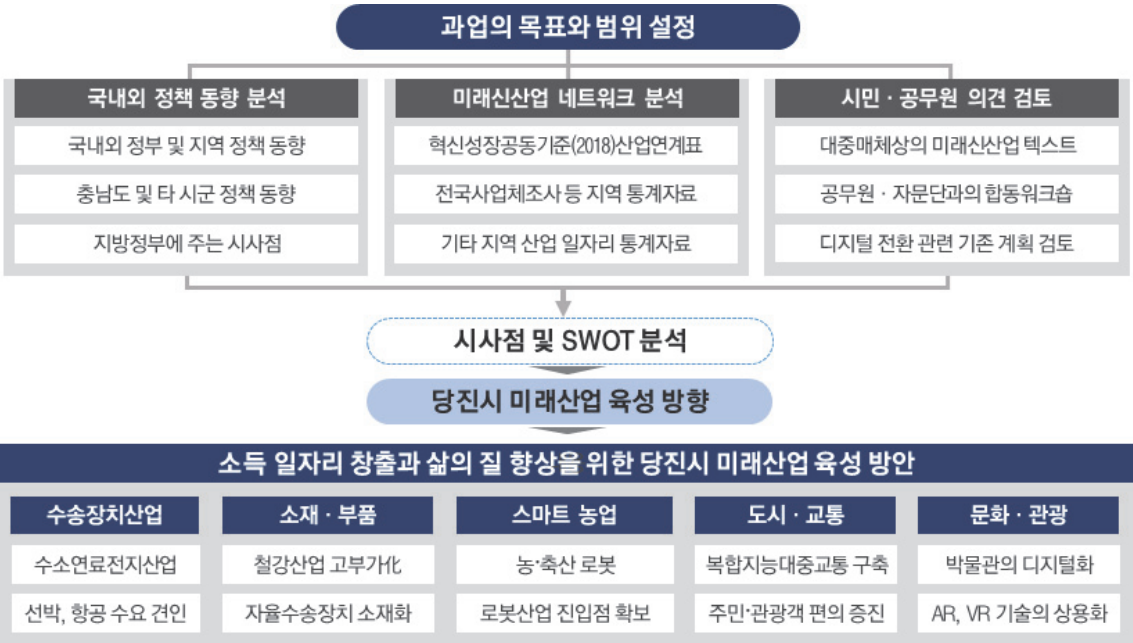 과업의 목표와 범위 설정
국내외 정책 동향 분석
국내외 정부 및 지역 정책 동향
충남도 및 타 시군 정책 동향
지방정부에 주는 시사점
미래신산업 네트워크 분석
혁신성장공동기준(2018)산업연계표
전국사업체조사 등 지역 통계자료
기타 지역 산업 일자리 통계자료
시민·공무원 의견 검토
대중매체상의 미래신산업 텍스트
공무원·자문단과의 합동워크숍
디지털 전환 관련 기존 계획 검토
시사점 및 SWOT 분석
당진시 미래산업 육성 방향
소득 일자리 창출과 삶의 질 향상을 위한 당진시 미래산업 육성 방안
수송장치산업
수소연료전지산업
선박, 항공 수요 견인
소재·부품
철강산업 고부가化
자율수송장치 소재화
스마트 농업
농·축산 로봇
로봇산업 진입점 확보
도시·교통
복합지능대중교통 구축
주민·관광객 편의 증진
문화·관광
박물관의 디지털화
AR, VR 기술의 상용화